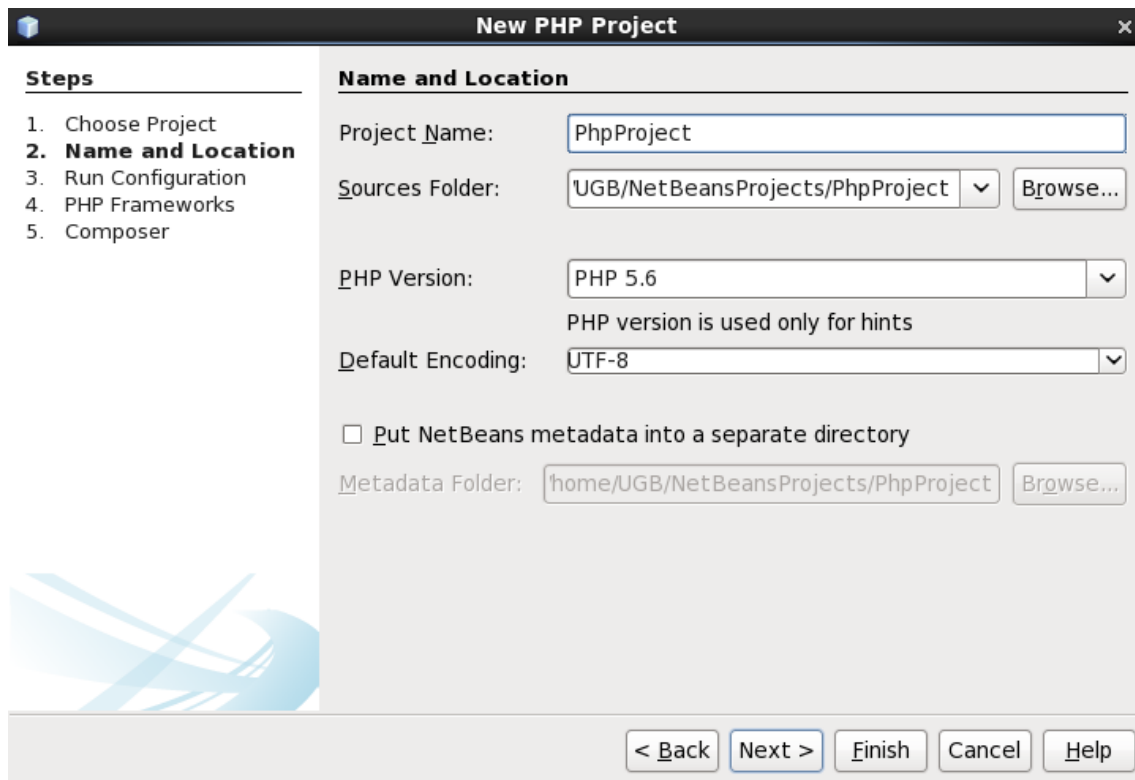 New PHP Project
Steps
1. Choose Project
2. Name and Location
3. Run Configuration
4. PHP Frameworks
5. Composer
Name and Location
Project Name: PhpProject
Sources Folder: UGB/NetBeansProjects/PhpProject Browse...
PHP Version: PHP 5.6
PHP version is used only for hints
Default Encoding: UTF-8
Put NetBeans metadata into a separate directory
Metadata Folder: home/UGB/NetBeansProjects/PhpProject Browse...
< Back Next > Finish Cancel Help